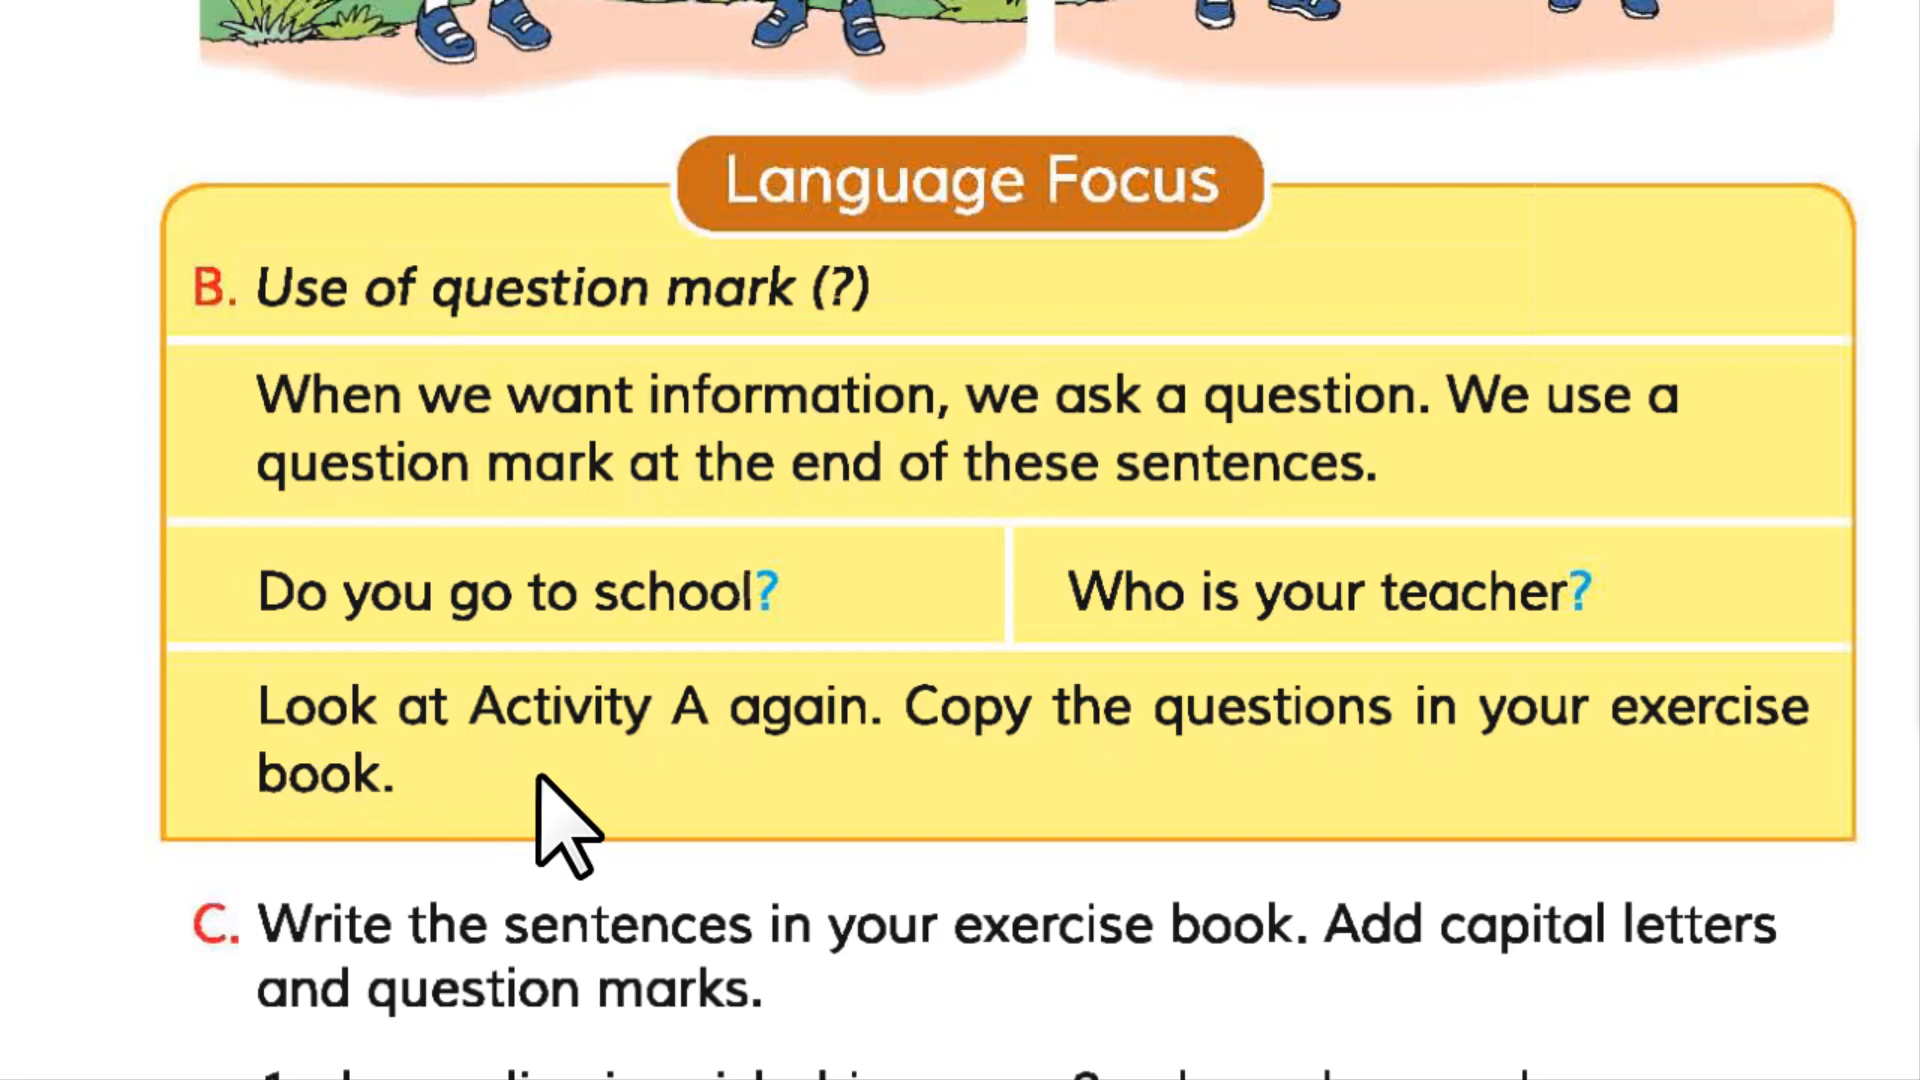 Language Focus
B. Use of question mark (?)
When we want information, we ask a question. We use a
question mark at the end of these sentences.
Do you go to school?
Who is your teacher?
Look at Activity A again. Copy the questions in your exercise
book.
C. Write the sentences in your exercise book. Add capital letters
and question marks.